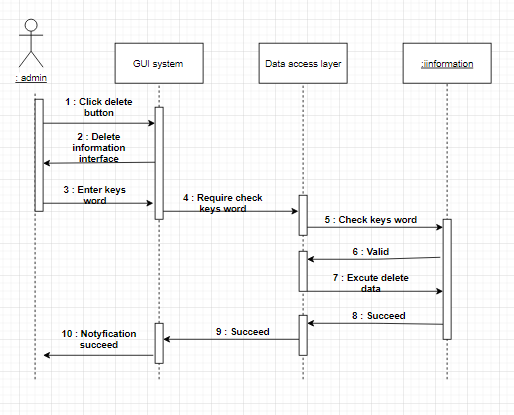 : admin
GUI system
Data access layer
:iinformation
1 : Click delete
button
2 : Delete
information
interface
3 : Enter keys
word
4 : Require check
keys word
5 : Check keys word
6 : Valid
7 : Excute delete
data
8 : Succeed
9 : Succeed
10 : Notyfication
succeed